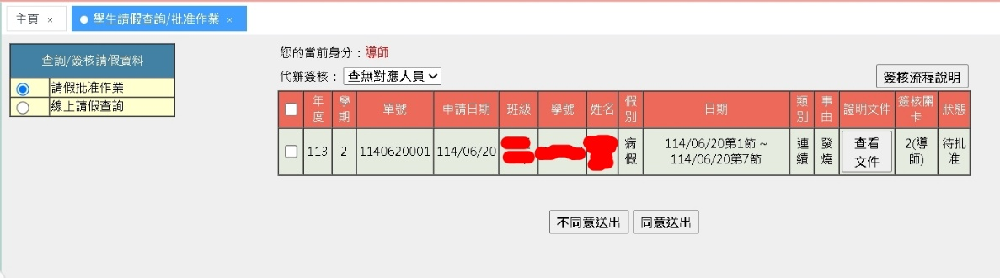 主頁 ×
● 學生請假查詢/批准作業 ×
查詢/簽核請假資料
請假批准作業
線上請假查詢
您的當前身分：導師
代辦簽核：查無對應人員
簽核流程說明
年度 學期 單號 申請日期 班級 學號 姓名 假別 日期 類別 事由 證明文件 簽核關卡 狀態
113 2 1140620001 114/06/20 病假 114/06/20第1節 ~ 114/06/20第7節 連續 發燒 查看文件 2(導師) 待批准
不同意送出 同意送出